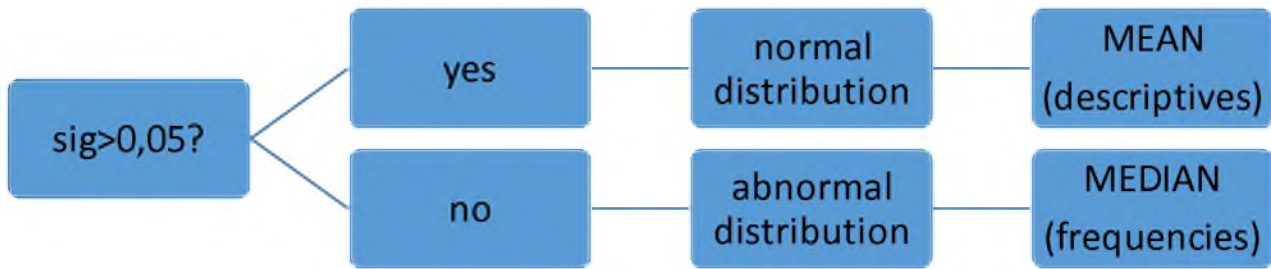 sig>0,05?
yes
normal
distribution
MEAN
(descriptives)
no
abnormal
distribution
MEDIAN
(frequencies)